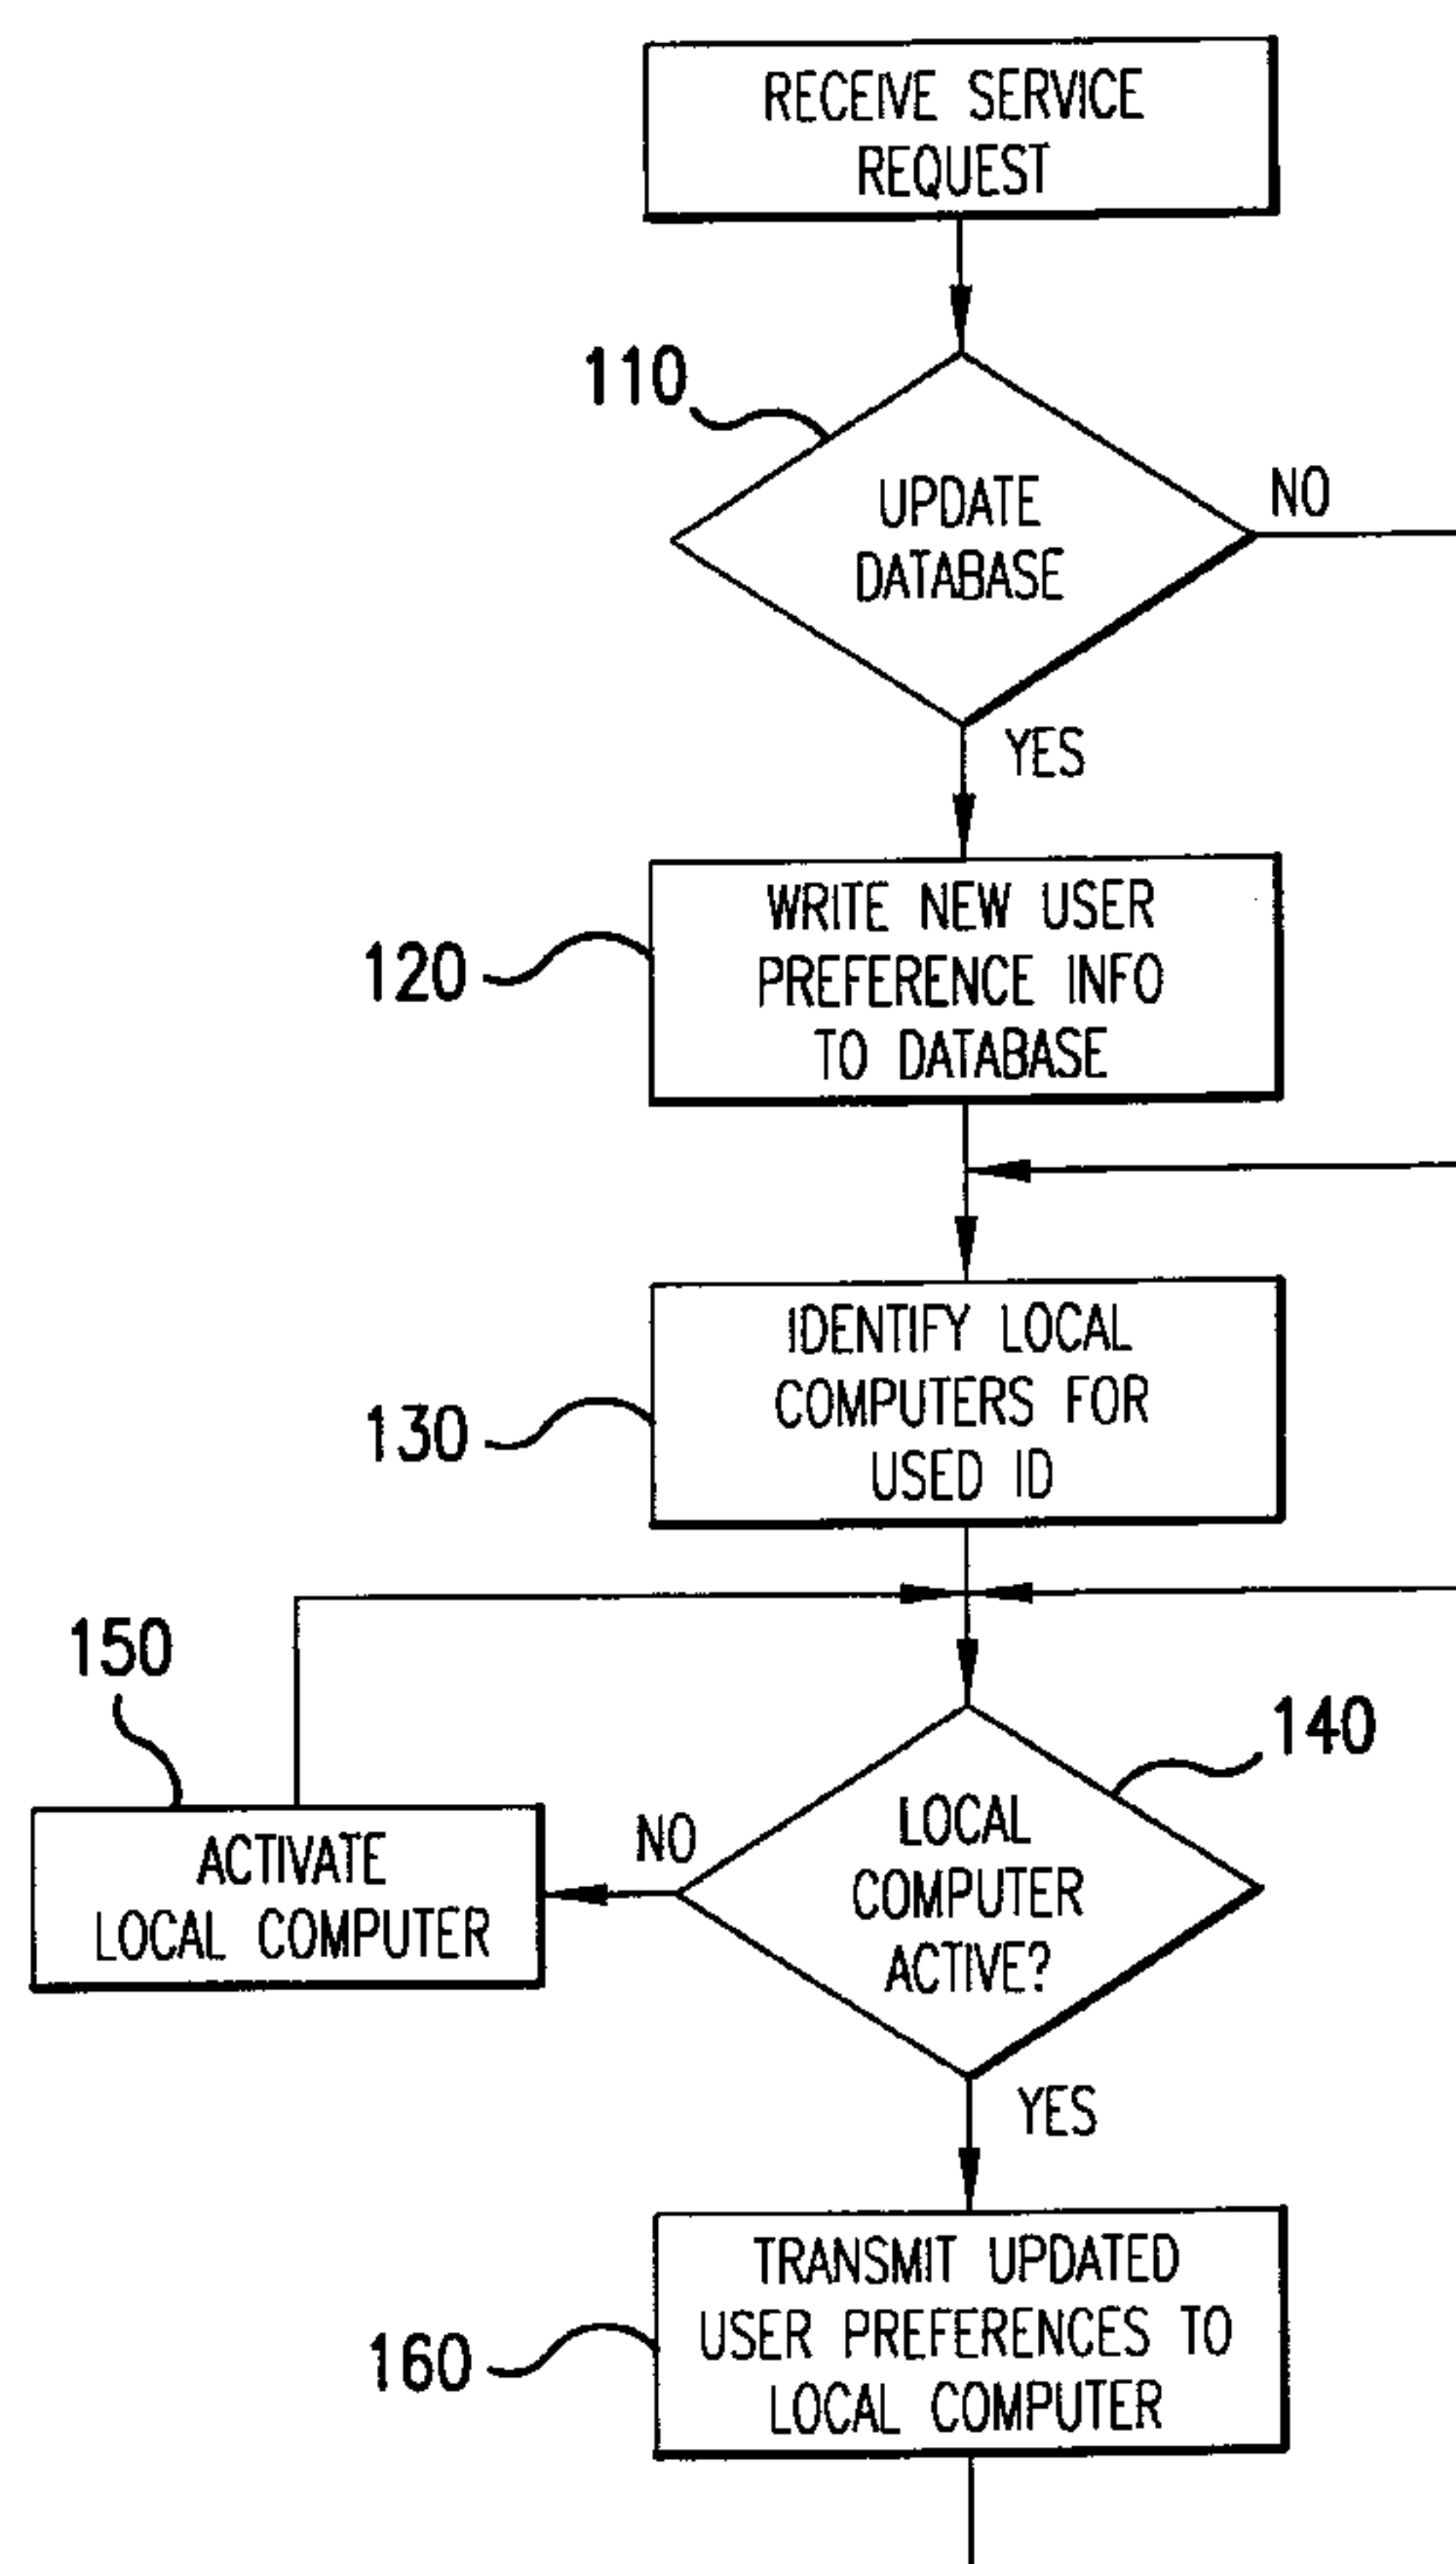 RECEIVE SERVICE
REQUEST
110
UPDATE
DATABASE
NO
YES
120
WRITE NEW USER
PREFERENCE INFO
TO DATABASE
130
IDENTIFY LOCAL
COMPUTERS FOR
USED ID
150
140
ACTIVATE
LOCAL COMPUTER
NO
LOCAL
COMPUTER
ACTIVE?
YES
160
TRANSMIT UPDATED
USER PREFERENCES TO
LOCAL COMPUTER